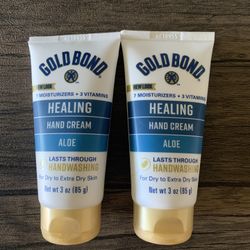 GOLD BOND
NEW LOOK
7 MOISTURIZERS + 3 VITAMINS
HEALING
HAND CREAM
ALOE
LASTS THROUGH
HANDWASHING
For Dry to Extra Dry Skin
Net wt 3 oz (85 g)
GOLD BOND
NEW LOOK
7 MOISTURIZERS + 3 VITAMINS
HEALING
HAND CREAM
ALOE
LASTS THROUGH
HANDWASHING
For Dry to Extra Dry Skin
Net wt 3 oz (85 g)